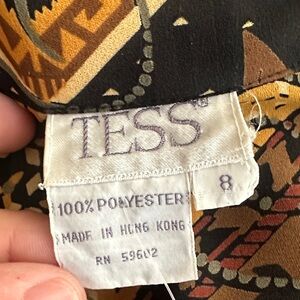 TESS®
8
100% POLYESTER
MADE IN HONG KONG
RN 59602